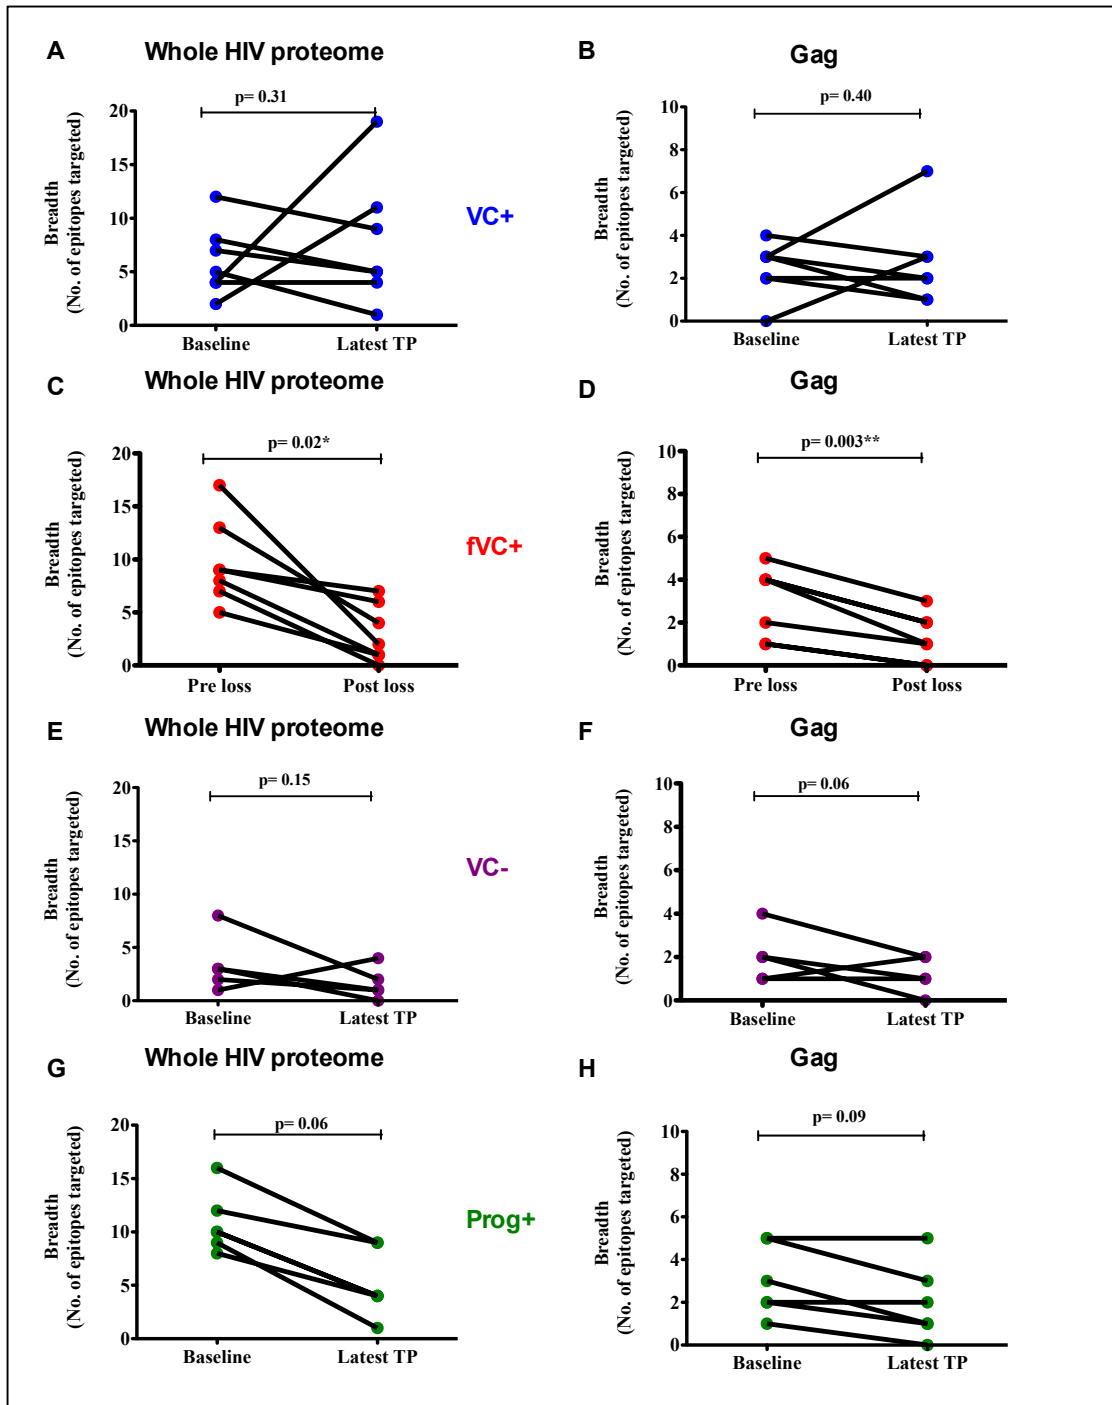 A Whole HIV proteome
p= 0.31
20
15
10
5
0
Breadth
(No. of epitopes targeted)
Baseline Latest TP
VC+
B Gag
p= 0.40
10
8
6
4
2
0
Breadth
(No. of epitopes targeted)
Baseline Latest TP
C Whole HIV proteome
p= 0.02*
20
15
10
5
0
Breadth
(No. of epitopes targeted)
Pre loss Post loss
fVC+
D Gag
p= 0.003**
10
8
6
4
2
0
Breadth
(No. of epitopes targeted)
Pre loss Post loss
E Whole HIV proteome
p= 0.15
20
15
10
5
0
Breadth
(No. of epitopes targeted)
Baseline Latest TP
VC-
F Gag
p= 0.06
10
8
6
4
2
0
Breadth
(No. of epitopes targeted)
Baseline Latest TP
G Whole HIV proteome
p= 0.06
20
15
10
5
0
Breadth
(No. of epitopes targeted)
Baseline Latest TP
Prog+
H Gag
p= 0.09
10
8
6
4
2
0
Breadth
(No. of epitopes targeted)
Baseline Latest TP